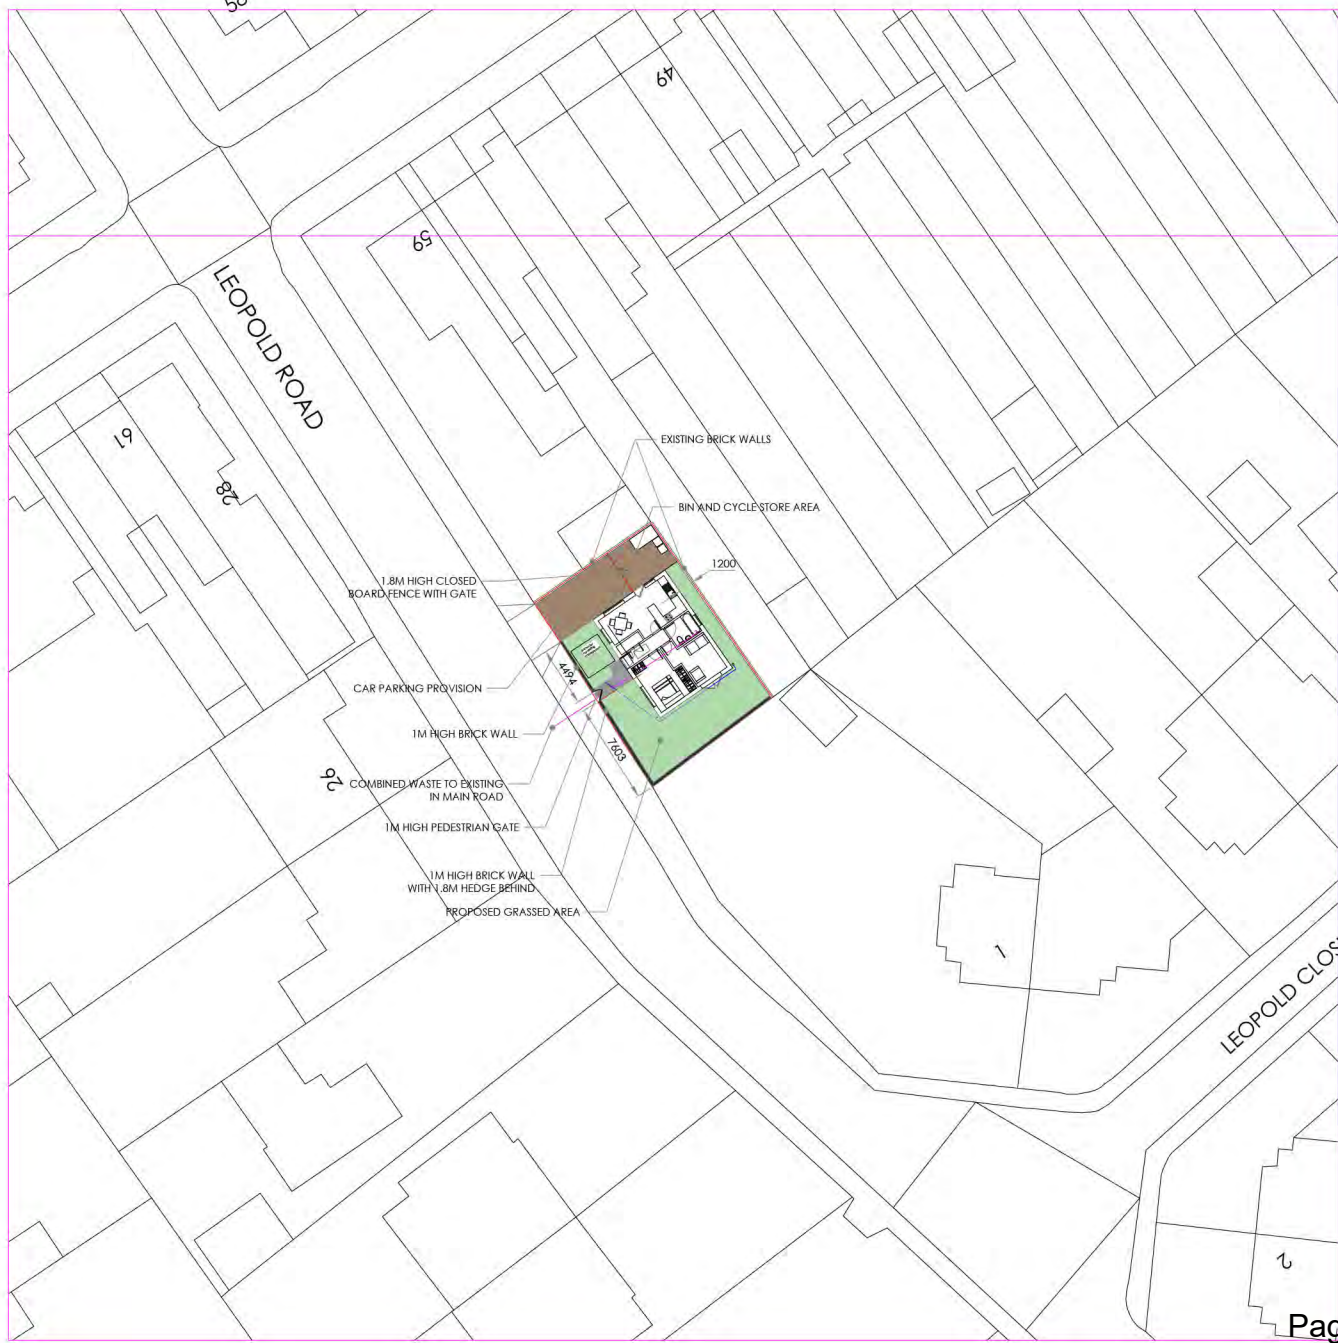 49
59
LEOPOLD ROAD
61
28
EXISTING BRICK WALLS
BIN AND CYCLE STORE AREA
1200
1.8M HIGH CLOSED
BOARD FENCE WITH GATE
4494
CAR PARKING PROVISION
1M HIGH BRICK WALL
7603
26
COMBINED WASTE TO EXISTING
IN MAIN ROAD
1M HIGH PEDESTRIAN GATE
1M HIGH BRICK WALL
WITH 1.8M HEDGE BEHIND
PROPOSED GRASSED AREA
1
LEOPOLD CLOS
2
Pag